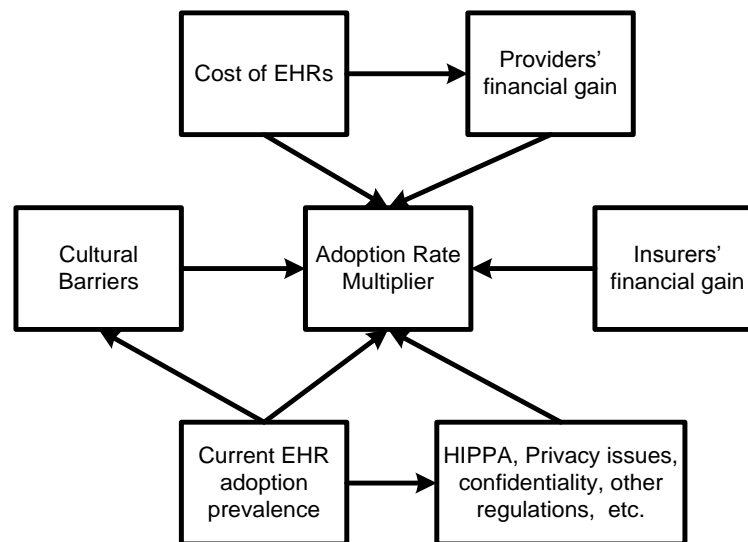 Cost of EHRs
Providers’
financial gain
Cultural
Barriers
Adoption Rate
Multiplier
Insurers’
financial gain
Current EHR
adoption
prevalence
HIPPA, Privacy issues,
confidentiality, other
regulations, etc.